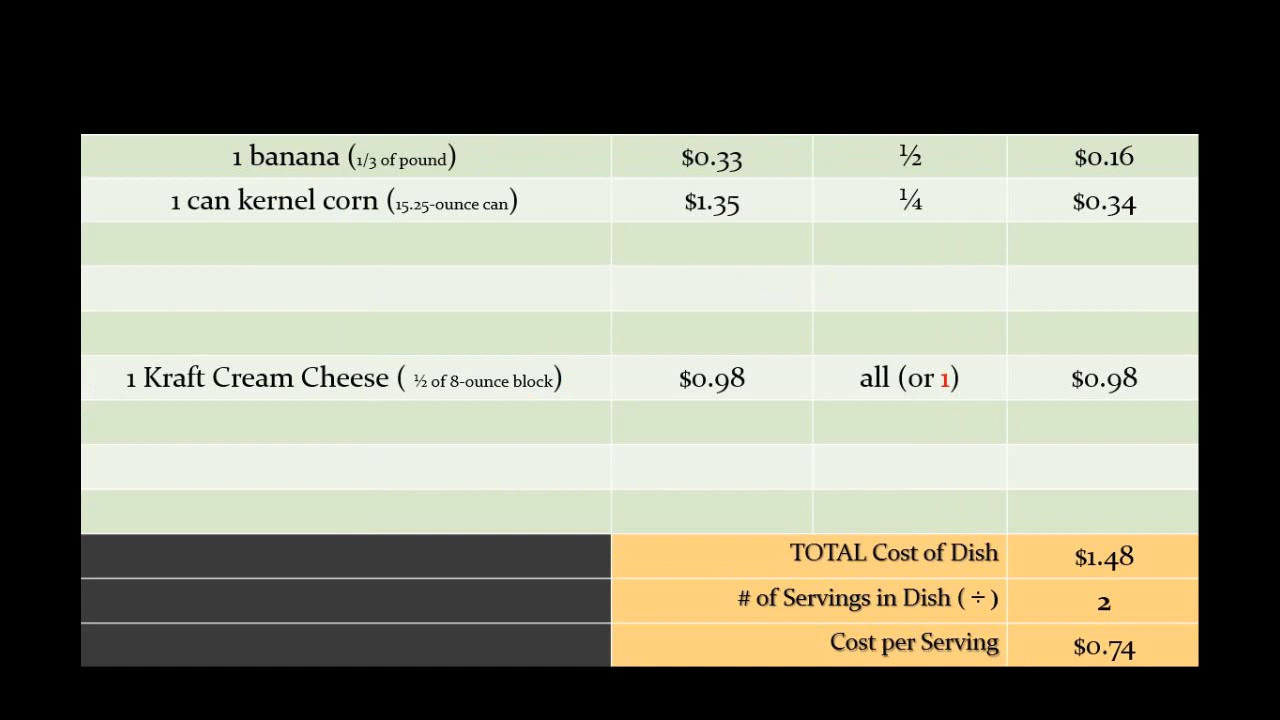 1 banana (1/3 of pound) $0.33 ½ $0.16
1 can kernel corn (15.25-ounce can) $1.35 ¼ $0.34
1 Kraft Cream Cheese ( ½ of 8-ounce block) $0.98 all (or 1) $0.98
TOTAL Cost of Dish $1.48
# of Servings in Dish ( ÷ ) 2
Cost per Serving $0.74